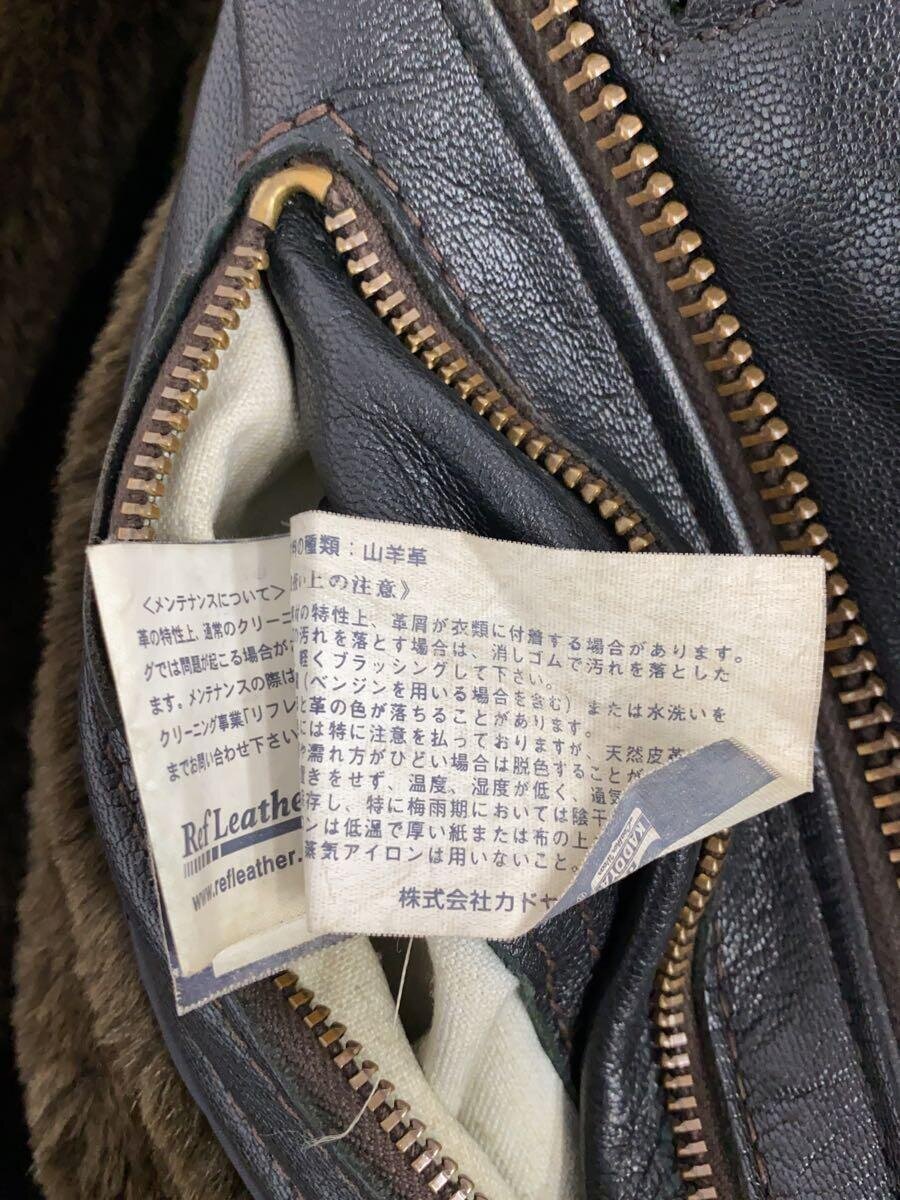 〈メンテナンスについて〉
革の特性上、通常のクリーニ
グでは問題が起こる場合が
ます。メンテナンスの際は
クリーニング事業「リフレ
までお問い合わせ下さい
RefLeathe
www.refleather.
の種類：山羊革
上の注意》
の特性上、革屑が衣類に付着する場合があります。
汚れを落とす場合は、消しゴムで汚れを落とした
軽くブラッシングして下さい。
(ベンジンを用いる場合を含む)または水洗いを
と革の色が落ちることがあります。
には特に注意を払っておりますが、天然皮革
や濡れ方がひどい場合は脱色することが
置きをせず、温度、湿度が低く、通気
存し、特に梅雨期においては陰干
ンは低温で厚い紙または布の上
蒸気アイロンは用いないこと。
株式会社カドヤ
KADOYA